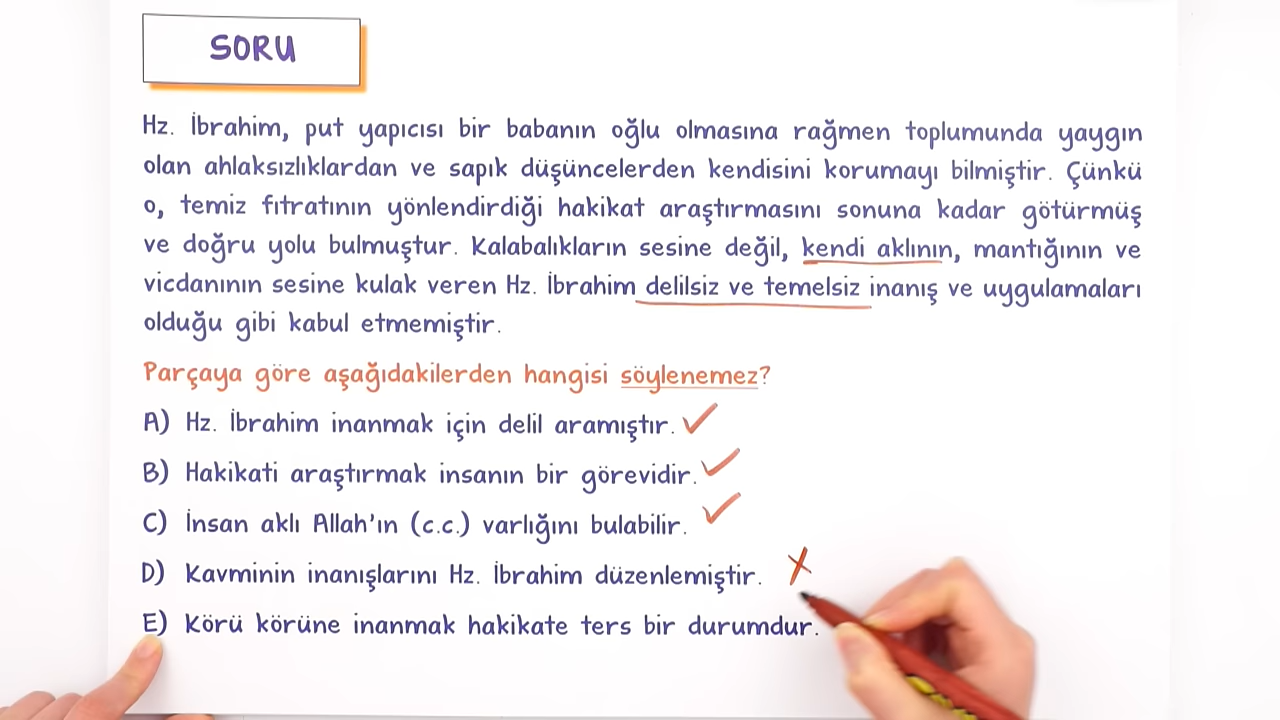 SORU
Hz. İbrahim, put yapıcısı bir babanın oğlu olmasına rağmen toplumunda yaygın
olan ahlaksızlıklardan ve sapık düşüncelerden kendisini korumayı bilmiştir. Çünkü
o, temiz fıtratının yönlendirdiği hakikat araştırmasını sonuna kadar götürmüş
ve doğru yolu bulmuştur. Kalabalıkların sesine değil, kendi aklının, mantığının ve
vicdanının sesine kulak veren Hz. İbrahim delilsiz ve temelsiz inanış ve uygulamaları
olduğu gibi kabul etmemiştir.
Parçaya göre aşağıdakilerden hangisi söylenemez?
A) Hz. İbrahim inanmak için delil aramıştır.
B) Hakikati araştırmak insanın bir görevidir.
C) İnsan aklı Allah'ın (c.c.) varlığını bulabilir.
D) Kavminin inanışlarını Hz. İbrahim düzenlemiştir.
E) Körü körüne inanmak hakikate ters bir durumdur.